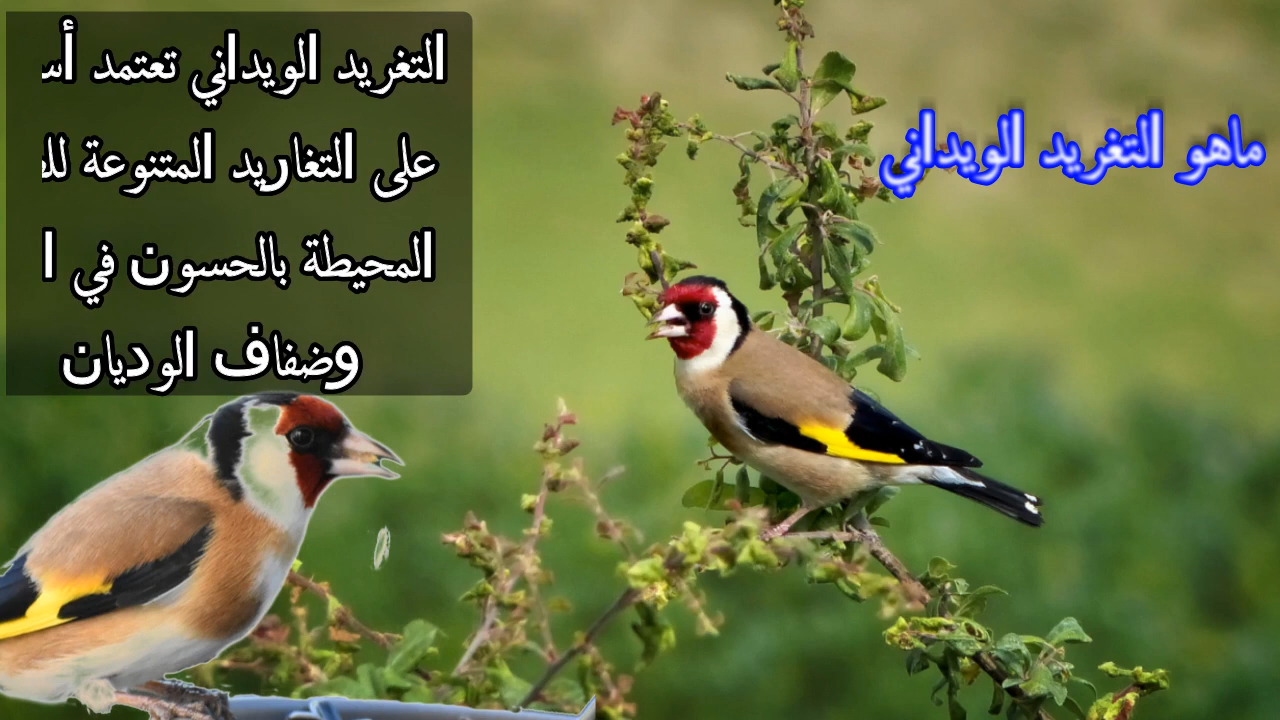 ماهو التغريد الويداني
التغريد الويداني تعتمد
على التغاريد المتنوعة
المحيطة بالحسون في
وضفاف الوديان